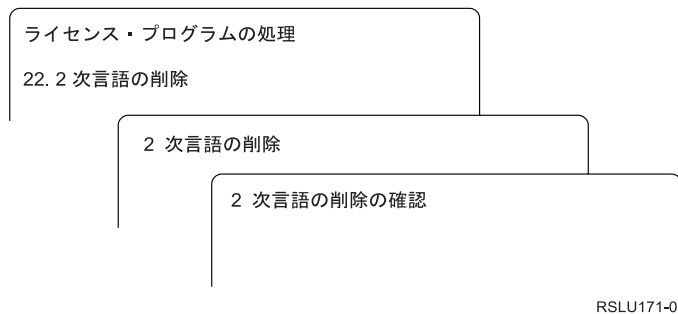 ライセンス・プログラムの処理
22. 2 次言語の削除
2 次言語の削除
2 次言語の削除の確認
RSLU171-0